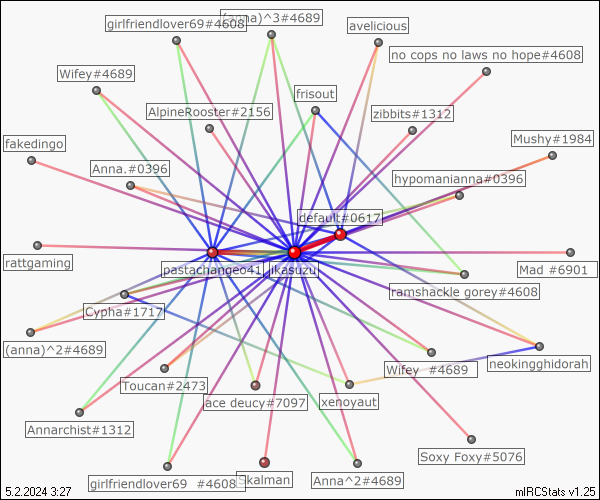 girlfriendlover69#4608
(anna)^3#4689
avelicious
no cops no laws no hope#4608
Wifey#4689
frisout
AlpineRooster#2156
zibbits#1312
fakedingo
Mushy#1984
Anna.#0396
hypomanianna#0396
default#0617
rattgaming
pastachangeo41
ikasuzu
Mad #6901
ramshackle gorey#4608
Cypha#1717
(anna)^2#4689
Wifey #4689
neokingghidorah
Toucan#2473
ace deucy#7097
xenoyaut
Annarchist#1312
Soxy Foxy#5076
girlfriendlover69 #4608
Skalman
Anna^2#4689
5.2.2024 3:27
mIRCStats v1.25